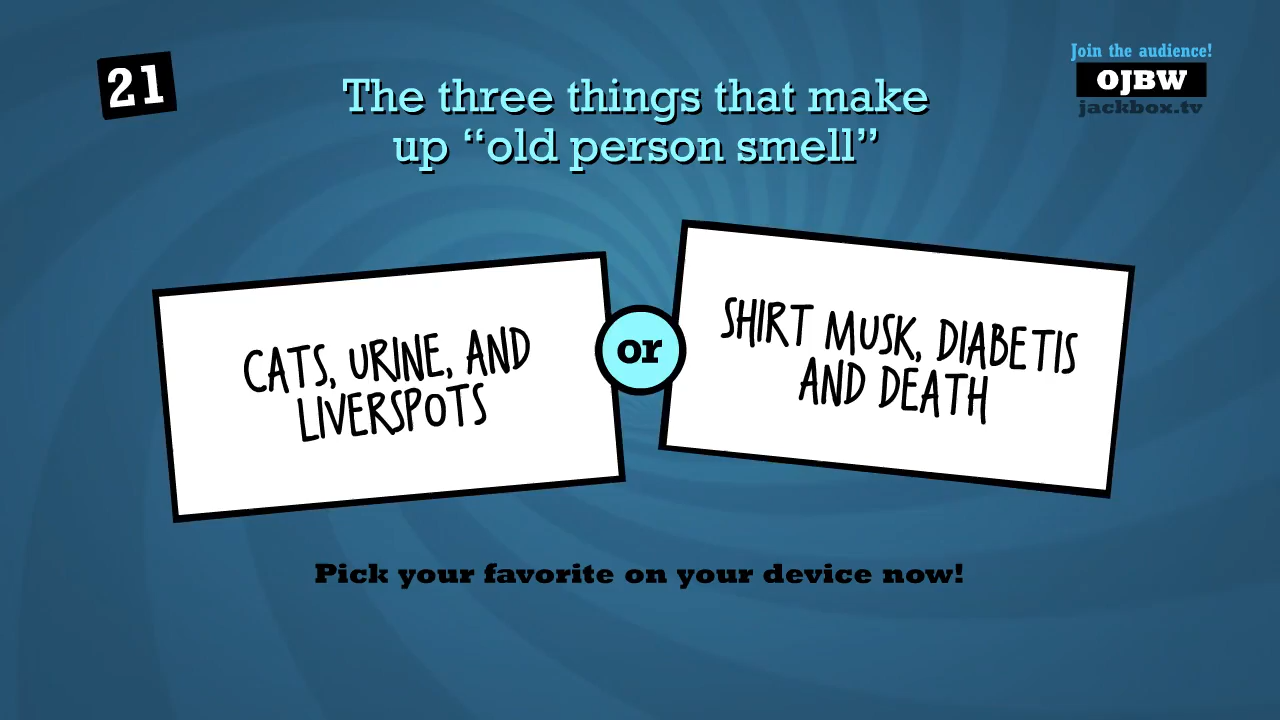 21
The three things that make
up “old person smell”
Join the audience!
OJBW
jackbox.tv
CATS, URINE, AND
LIVERSPOTS
or
SHIRT MUSK, DIABETIS
AND DEATH
Pick your favorite on your device now!